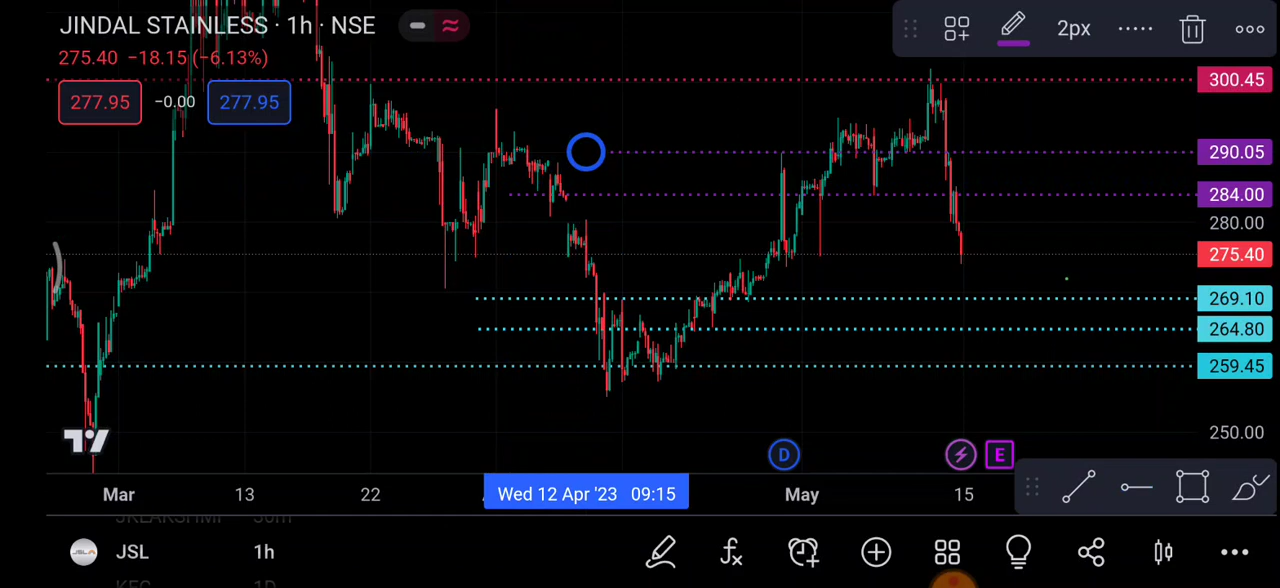 JINDAL STAINLESS · 1h · NSE
2px
275.40 −18.15 (−6.13%)
277.95 −0.00 277.95
300.45
290.05
284.00
280.00
275.40
269.10
264.80
259.45
250.00
D E
Mar 13 22 Wed 12 Apr '23 09:15 May 15
JSL 1h